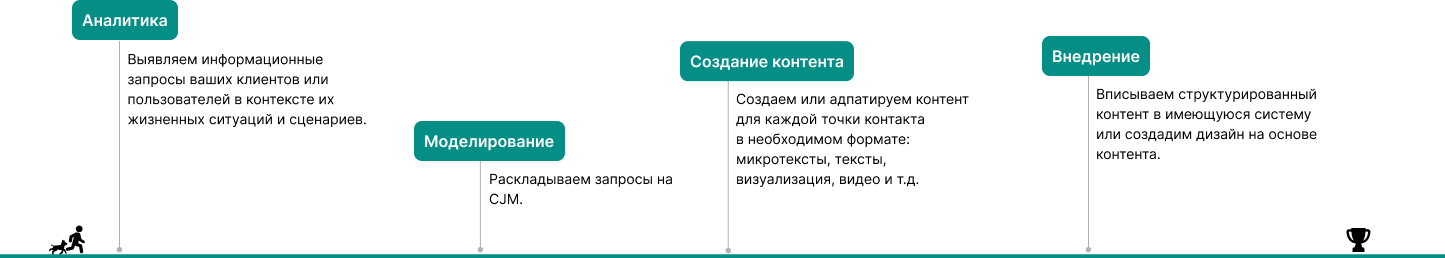 Аналитика
Выявляем информационные
запросы ваших клиентов или
пользователей в контексте их
жизненных ситуаций и сценариев.
Моделирование
Раскладываем запросы на
CJM.
Создание контента
Создаем или адпатируем контент
для каждой точки контакта
в необходимом формате:
микротексты, тексты,
визуализация, видео и т.д.
Внедрение
Вписываем структурированный
контент в имеющуюся систему
или создадим дизайн на основе
контента.